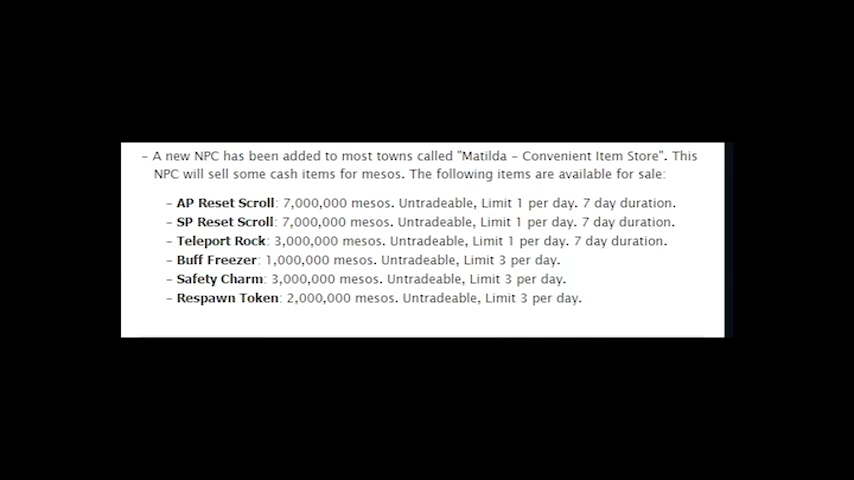 - A new NPC has been added to most towns called "Matilda - Convenient Item Store". This
NPC will sell some cash items for mesos. The following items are available for sale:
- AP Reset Scroll: 7,000,000 mesos. Untradeable, Limit 1 per day. 7 day duration.
- SP Reset Scroll: 7,000,000 mesos. Untradeable, Limit 1 per day. 7 day duration.
- Teleport Rock: 3,000,000 mesos. Untradeable, Limit 1 per day. 7 day duration.
- Buff Freezer: 1,000,000 mesos. Untradeable, Limit 3 per day.
- Safety Charm: 3,000,000 mesos. Untradeable, Limit 3 per day.
- Respawn Token: 2,000,000 mesos. Untradeable, Limit 3 per day.